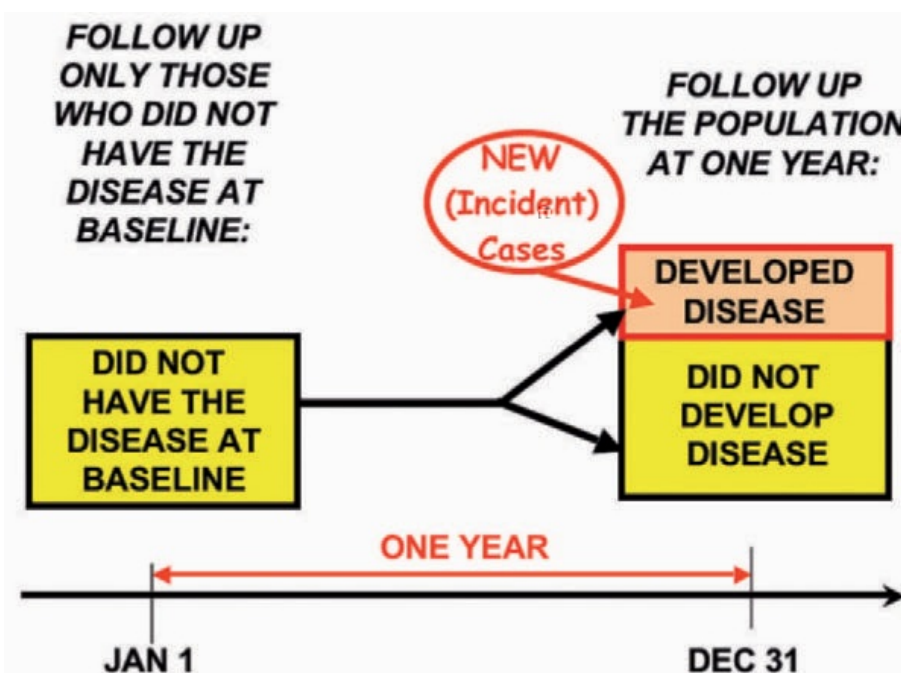 FOLLOW UP
ONLY THOSE
WHO DID NOT
HAVE THE
DISEASE AT
BASELINE:
FOLLOW UP
THE POPULATION
AT ONE YEAR:
NEW
(Incident)
Cases
DEVELOPED
DISEASE
DID NOT
HAVE THE
DISEASE AT
BASELINE
DID NOT
DEVELOP
DISEASE
ONE YEAR
JAN 1
DEC 31